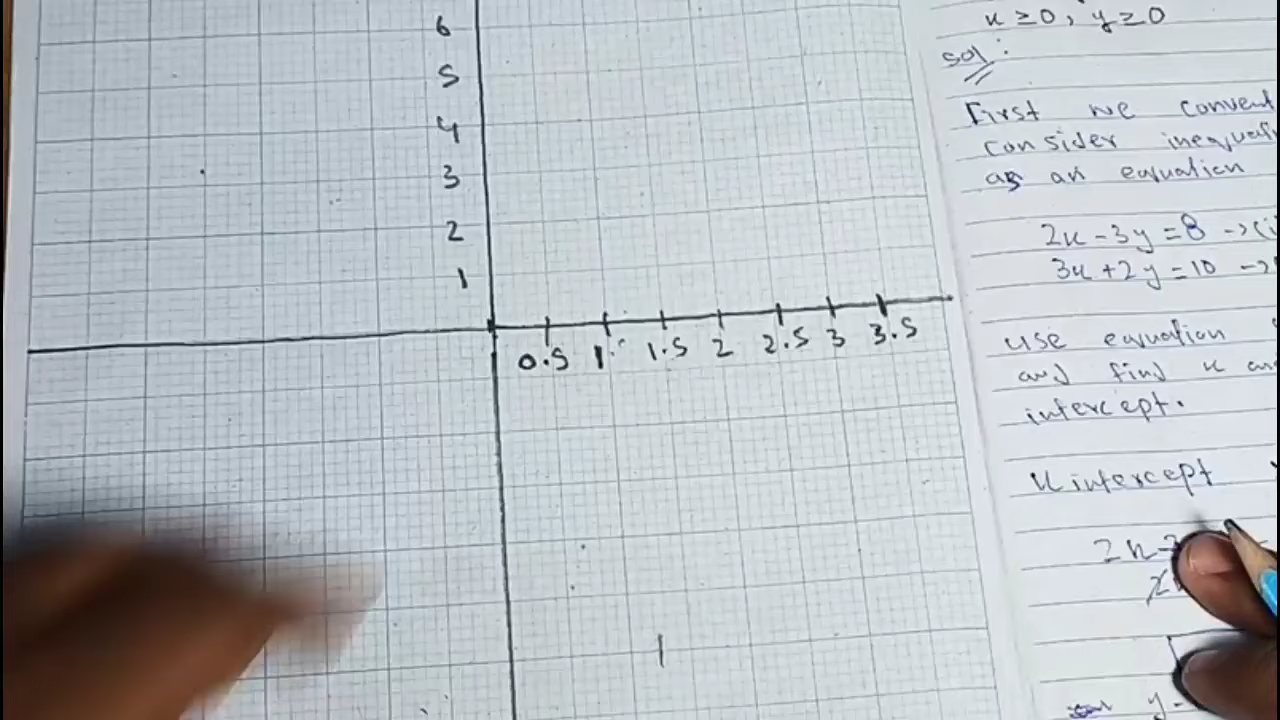 6
5
4
3
2
1
0.5 1 1.5 2 2.5 3 3.5
x ≥ 0, y ≥ 0
Sol:
First we convert
consider
as an equation
2x - 3y = 8 →(i
3x + 2y = 10 →
use equation
and find x
intercept.
x intercept
2x
y